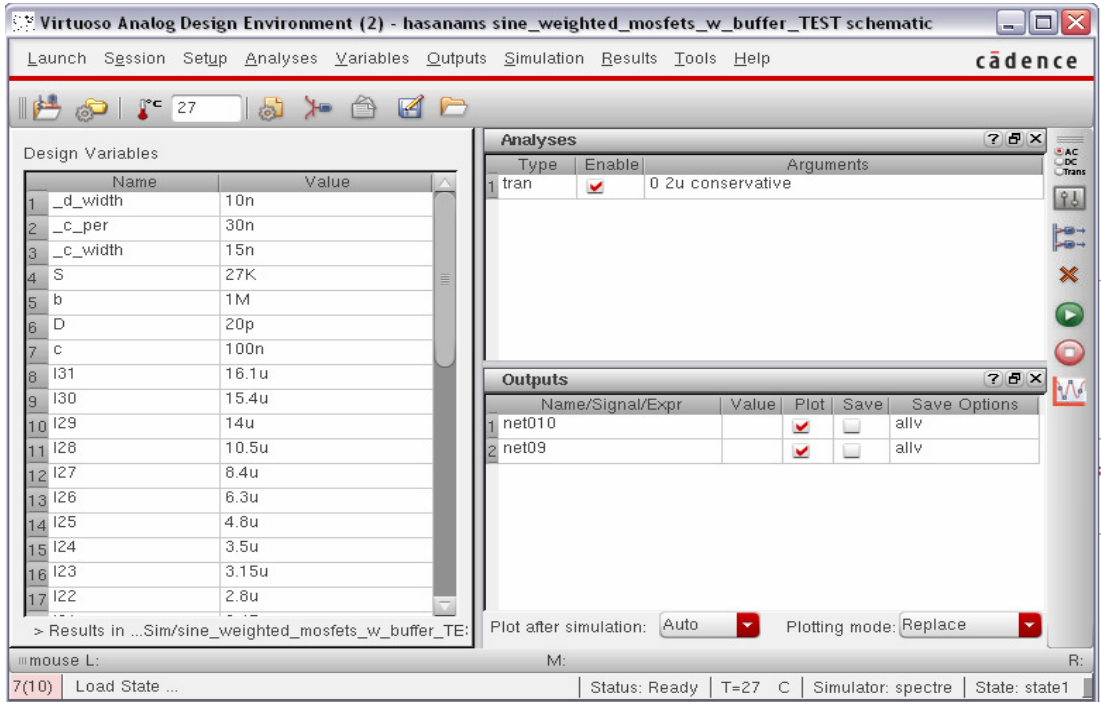 Virtuoso Analog Design Environment (2) - hasanams sine_weighted_mosfets_w_buffer_TEST schematic
Launch Session Setup Analyses Variables Outputs Simulation Results Tools Help cādence
°C 27
Design Variables
Name Value
1 _d_width 10n
2 _c_per 30n
3 _c_width 15n
4 S 27K
5 b 1M
6 D 20p
7 c 100n
8 I31 16.1u
9 I30 15.4u
10 I29 14u
11 I28 10.5u
12 I27 8.4u
13 I26 6.3u
14 I25 4.8u
15 I24 3.5u
16 I23 3.15u
17 I22 2.8u
> Results in ...Sim/sine_weighted_mosfets_w_buffer_TES
Analyses
Type Enable Arguments
1 tran 0 2u conservative
AC
DC
Trans
Outputs
Name/Signal/Expr Value Plot Save Save Options
1 net010 allv
2 net09 allv
Plot after simulation: Auto Plotting mode: Replace
mouse L: M: R:
7(10) Load State ... Status: Ready T=27 C Simulator: spectre State: state1